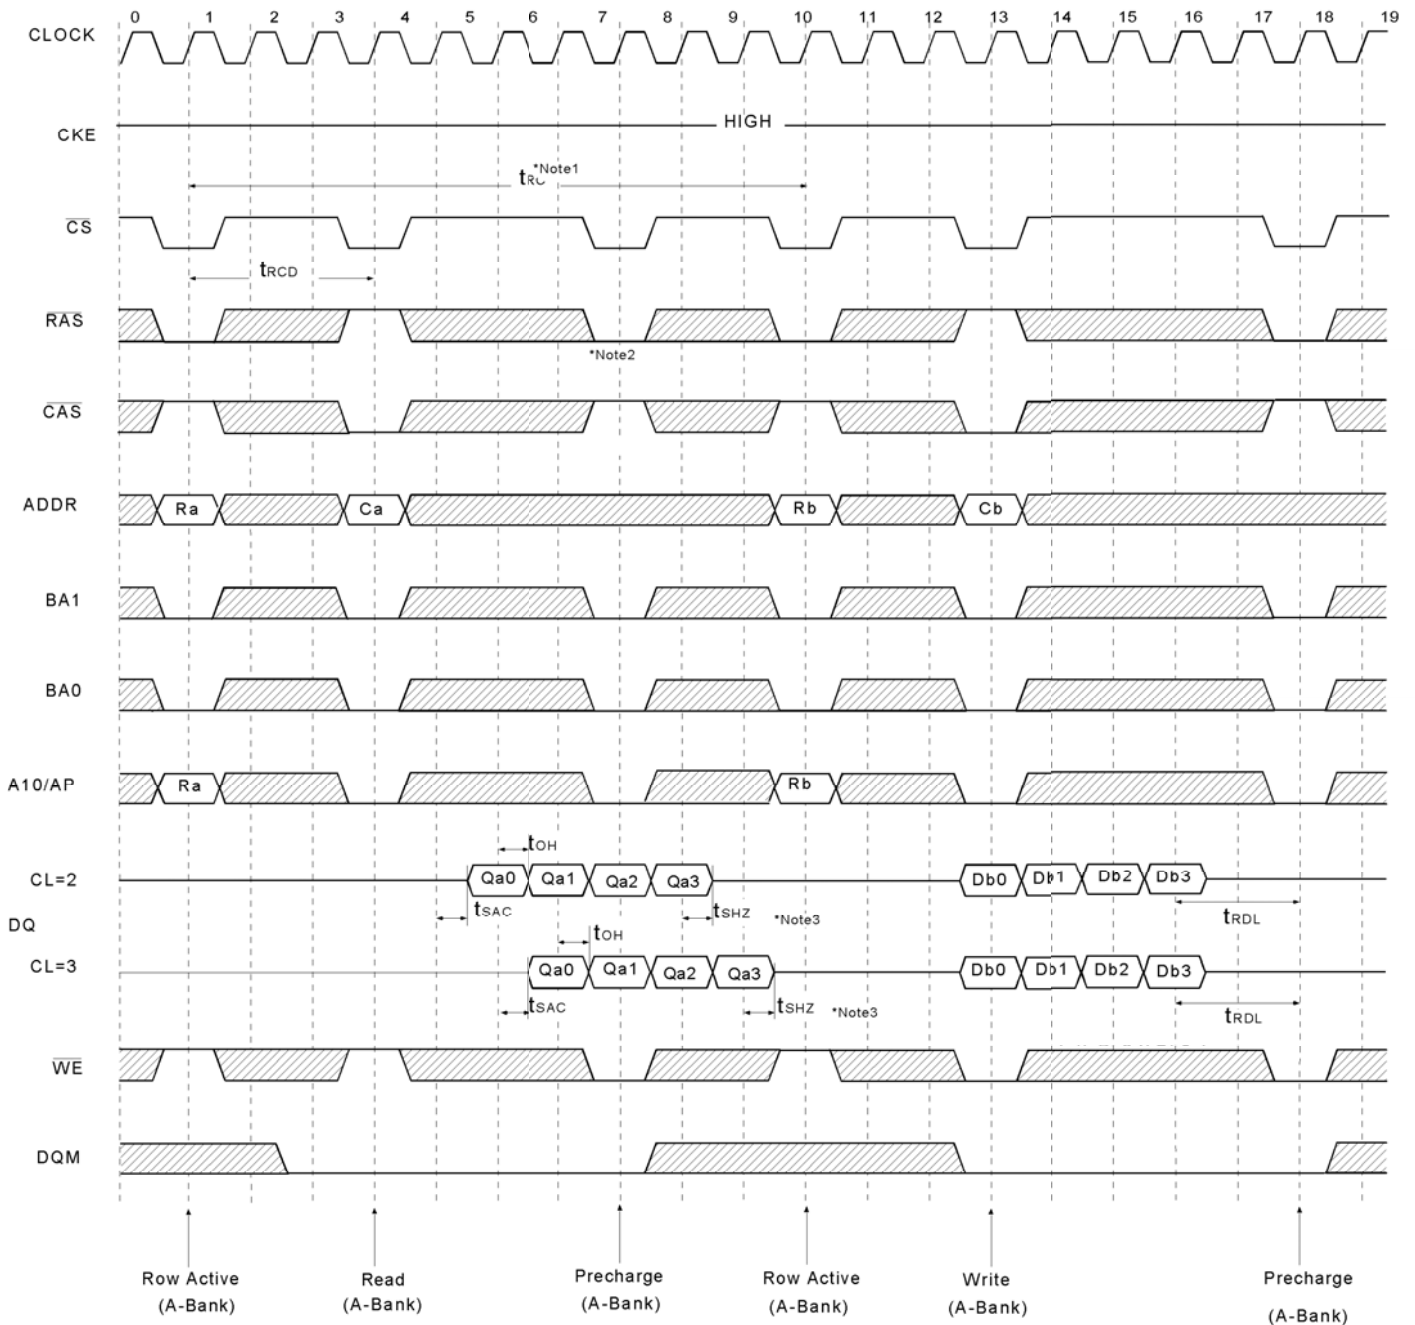 0 1 2 3 4 5 6 7 8 9 10 11 12 13 14 15 16 17 18 19
CLOCK
CKE HIGH
tRC *Note1
CS
tRCD
RAS
*Note2
CAS
ADDR Ra Ca Rb Cb
BA1
BA0
A10/AP Ra Rb
tOH
CL=2 Qa0 Qa1 Qa2 Qa3 Db0 Db1 Db2 Db3
tSAC tSHZ *Note3 tRDL
DQ
tOH
CL=3 Qa0 Qa1 Qa2 Qa3 Db0 Db1 Db2 Db3
tSAC tSHZ *Note3 tRDL
WE
DQM
Row Active Read Precharge Row Active Write Precharge
(A-Bank) (A-Bank) (A-Bank) (A-Bank) (A-Bank) (A-Bank)